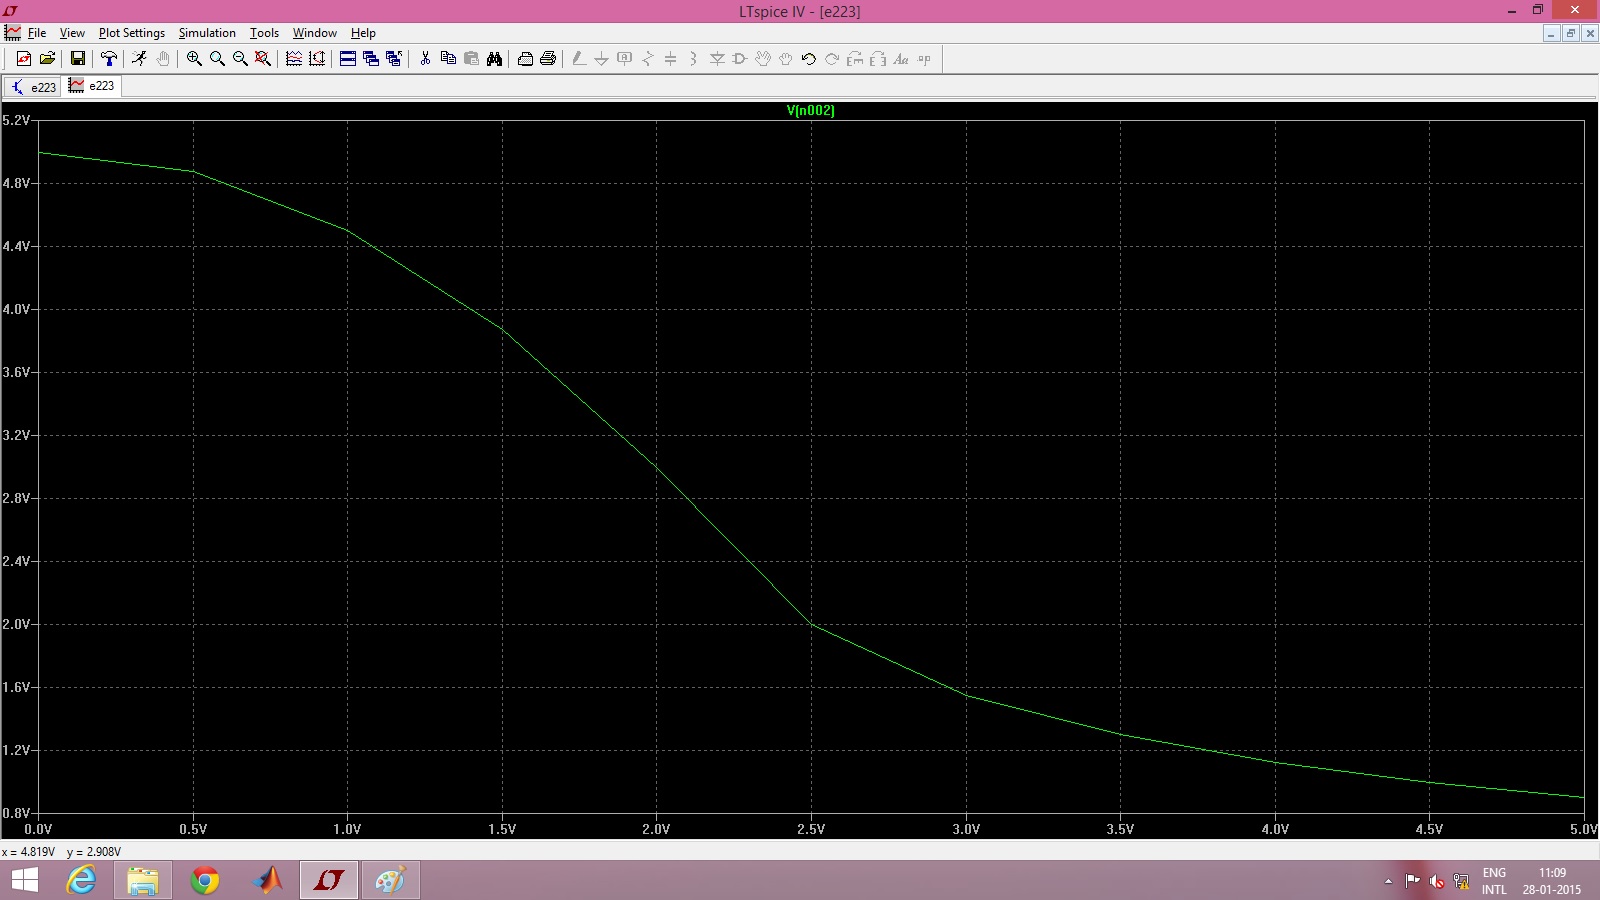 LTspice IV - [e223]
File View Plot Settings Simulation Tools Window Help
e223 e223
V(n002)
5.2V
4.8V
4.4V
4.0V
3.6V
3.2V
2.8V
2.4V
2.0V
1.6V
1.2V
0.8V
0.0V 0.5V 1.0V 1.5V 2.0V 2.5V 3.0V 3.5V 4.0V 4.5V 5.0V
x = 4.819V y = 2.908V
ENG 11:09
INTL 28-01-2015